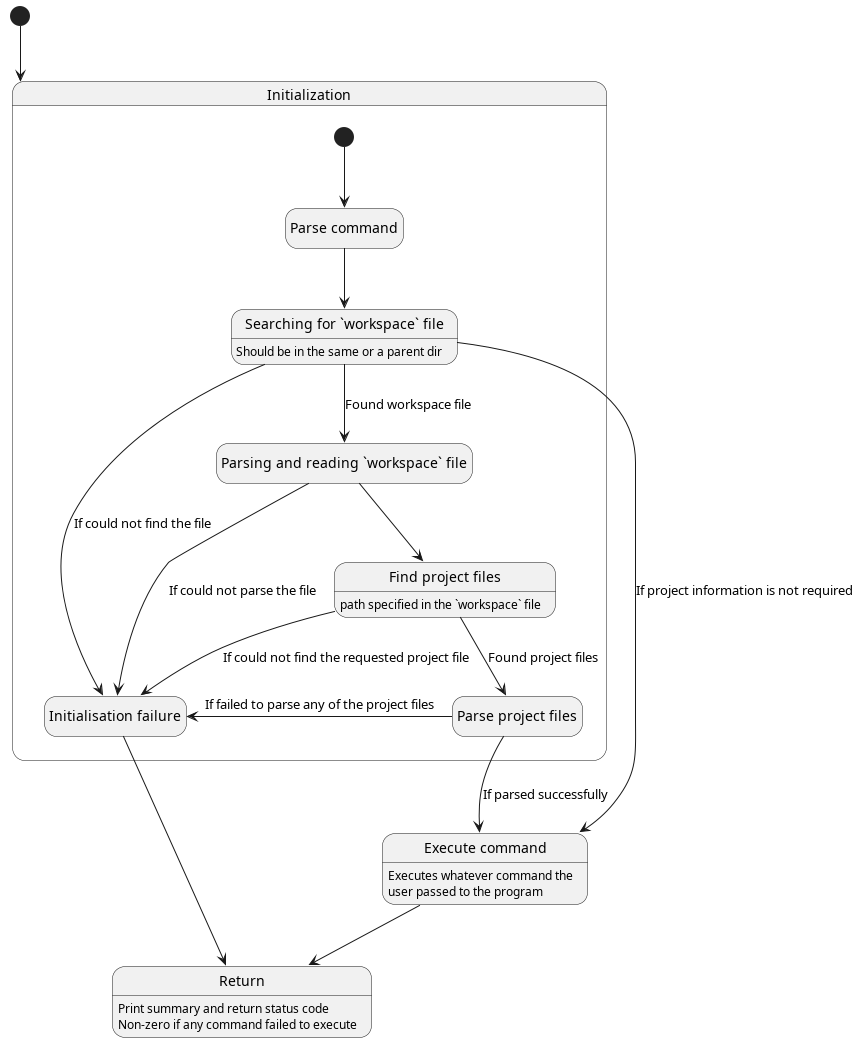 Initialization
Parse command
Searching for `workspace` file
Should be in the same or a parent dir
Found workspace file
Parsing and reading `workspace` file
If could not find the file
Find project files
path specified in the `workspace` file
If could not parse the file
If project information is not required
If could not find the requested project file
Found project files
If failed to parse any of the project files
Initialisation failure
Parse project files
If parsed successfully
Execute command
Executes whatever command the
user passed to the program
Return
Print summary and return status code
Non-zero if any command failed to execute